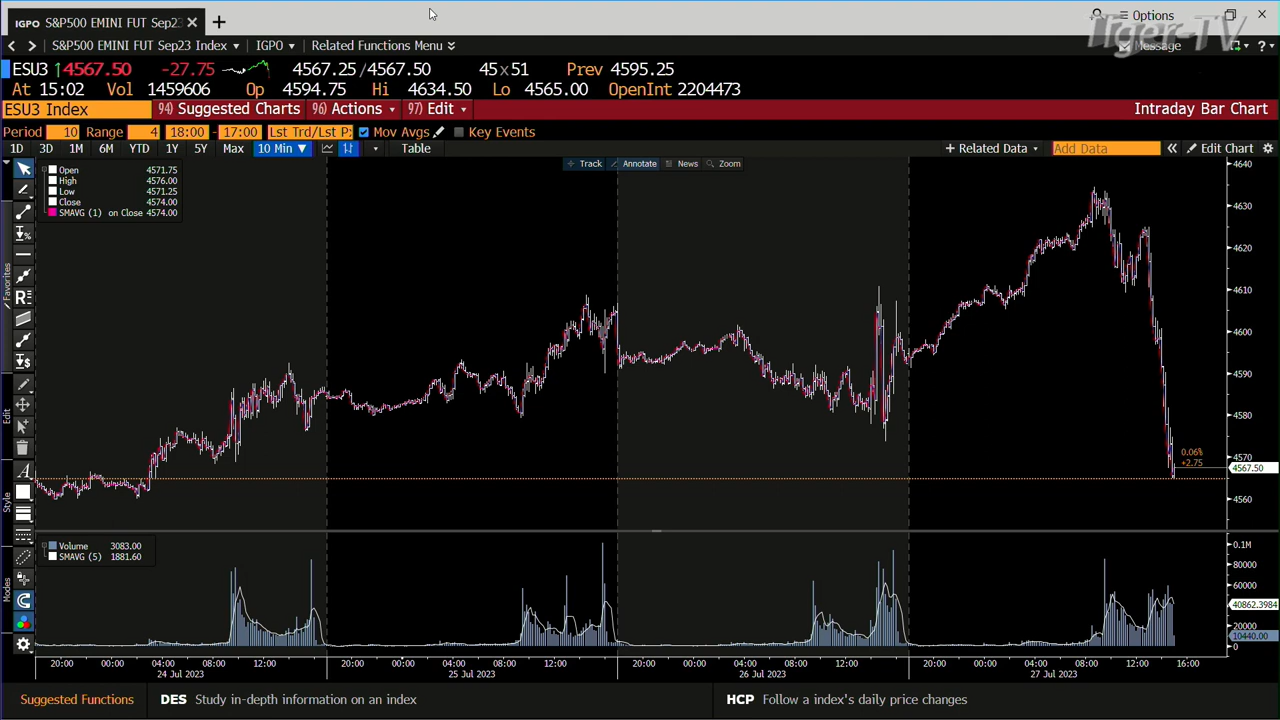 IGPO S&P500 EMINI FUT Sep23 × +
Options
Tiger-TV
S&P500 EMINI FUT Sep23 Index IGPO Related Functions Menu Message
ESU3 ↑4567.50 -27.75 4567.25/4567.50 45x51 Prev 4595.25
At 15:02 Vol 1459606 Op 4594.75 Hi 4634.50 Lo 4565.00 OpenInt 2204473
ESU3 Index 94) Suggested Charts 96) Actions 97) Edit Intraday Bar Chart
Period 10 Range 4 18:00 - 17:00 Lst Trd/Lst P: Mov Avgs Key Events
1D 3D 1M 6M YTD 1Y 5Y Max 10 Min ▼ Table + Related Data Add Data Edit Chart
Track Annotate News Zoom
Open 4571.75
High 4576.00
Low 4571.25
Close 4574.00
SMAVG (1) on Close 4574.00
4640
4630
4620
4610
4600
4590
4580
4570
4560
0.06%
+2.75
4567.50
Favorites
Edit
Style
Modes
Volume 3083.00
SMAVG (5) 1881.60
0.1M
80000
60000
40862.3984
20000
10440.00
0
20:00 00:00 04:00 08:00 12:00 20:00 00:00 04:00 08:00 12:00 20:00 00:00 04:00 08:00 12:00 20:00 00:00 04:00 08:00 12:00 16:00
24 Jul 2023 25 Jul 2023 26 Jul 2023 27 Jul 2023
Suggested Functions DES Study in-depth information on an index HCP Follow a index's daily price changes